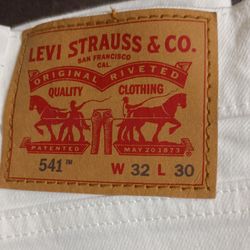 LEVI STRAUSS & CO.
SAN FRANCISCO
CAL.
ORIGINAL RIVETED
QUALITY CLOTHING
PATENTED MAY 20 1873
541™ W 32 L 30